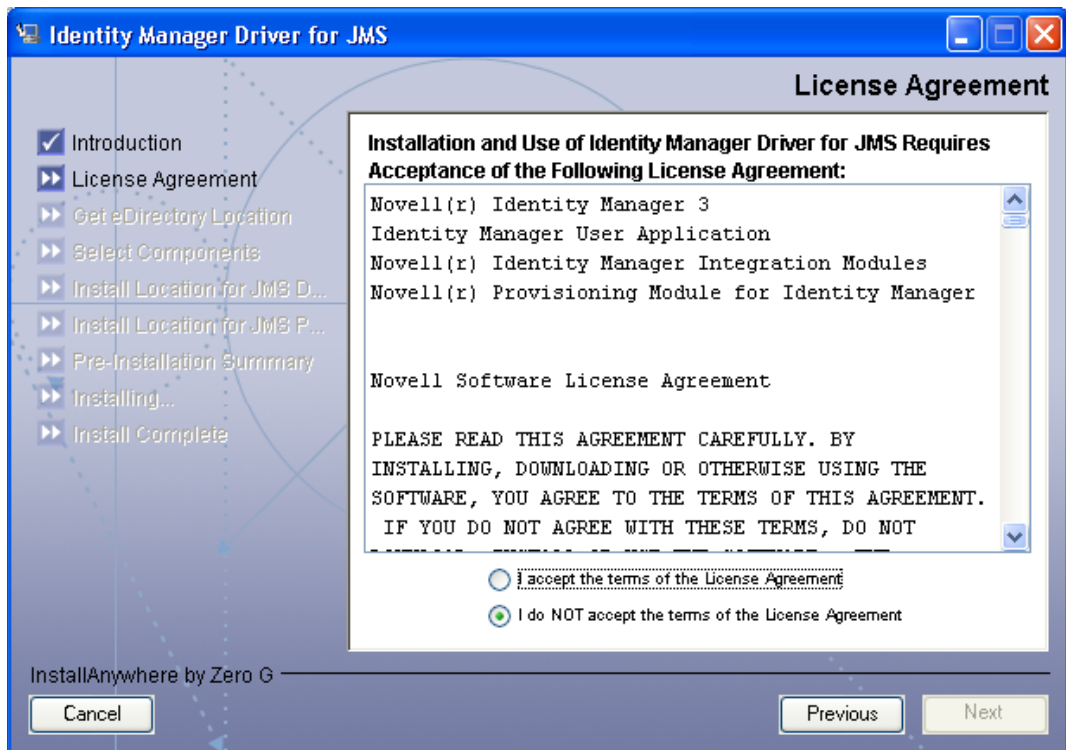 Identity Manager Driver for JMS
License Agreement
Introduction
License Agreement
Get eDirectory Location
Select Components
Install Location for JMS D...
Install Location for JMS P...
Pre-Installation Summary
Installing...
Install Complete
Installation and Use of Identity Manager Driver for JMS Requires
Acceptance of the Following License Agreement:
Novell(r) Identity Manager 3
Identity Manager User Application
Novell(r) Identity Manager Integration Modules
Novell(r) Provisioning Module for Identity Manager
Novell Software License Agreement
PLEASE READ THIS AGREEMENT CAREFULLY. BY
INSTALLING, DOWNLOADING OR OTHERWISE USING THE
SOFTWARE, YOU AGREE TO THE TERMS OF THIS AGREEMENT.
IF YOU DO NOT AGREE WITH THESE TERMS, DO NOT
I accept the terms of the License Agreement
I do NOT accept the terms of the License Agreement
InstallAnywhere by Zero G
Cancel
Previous
Next